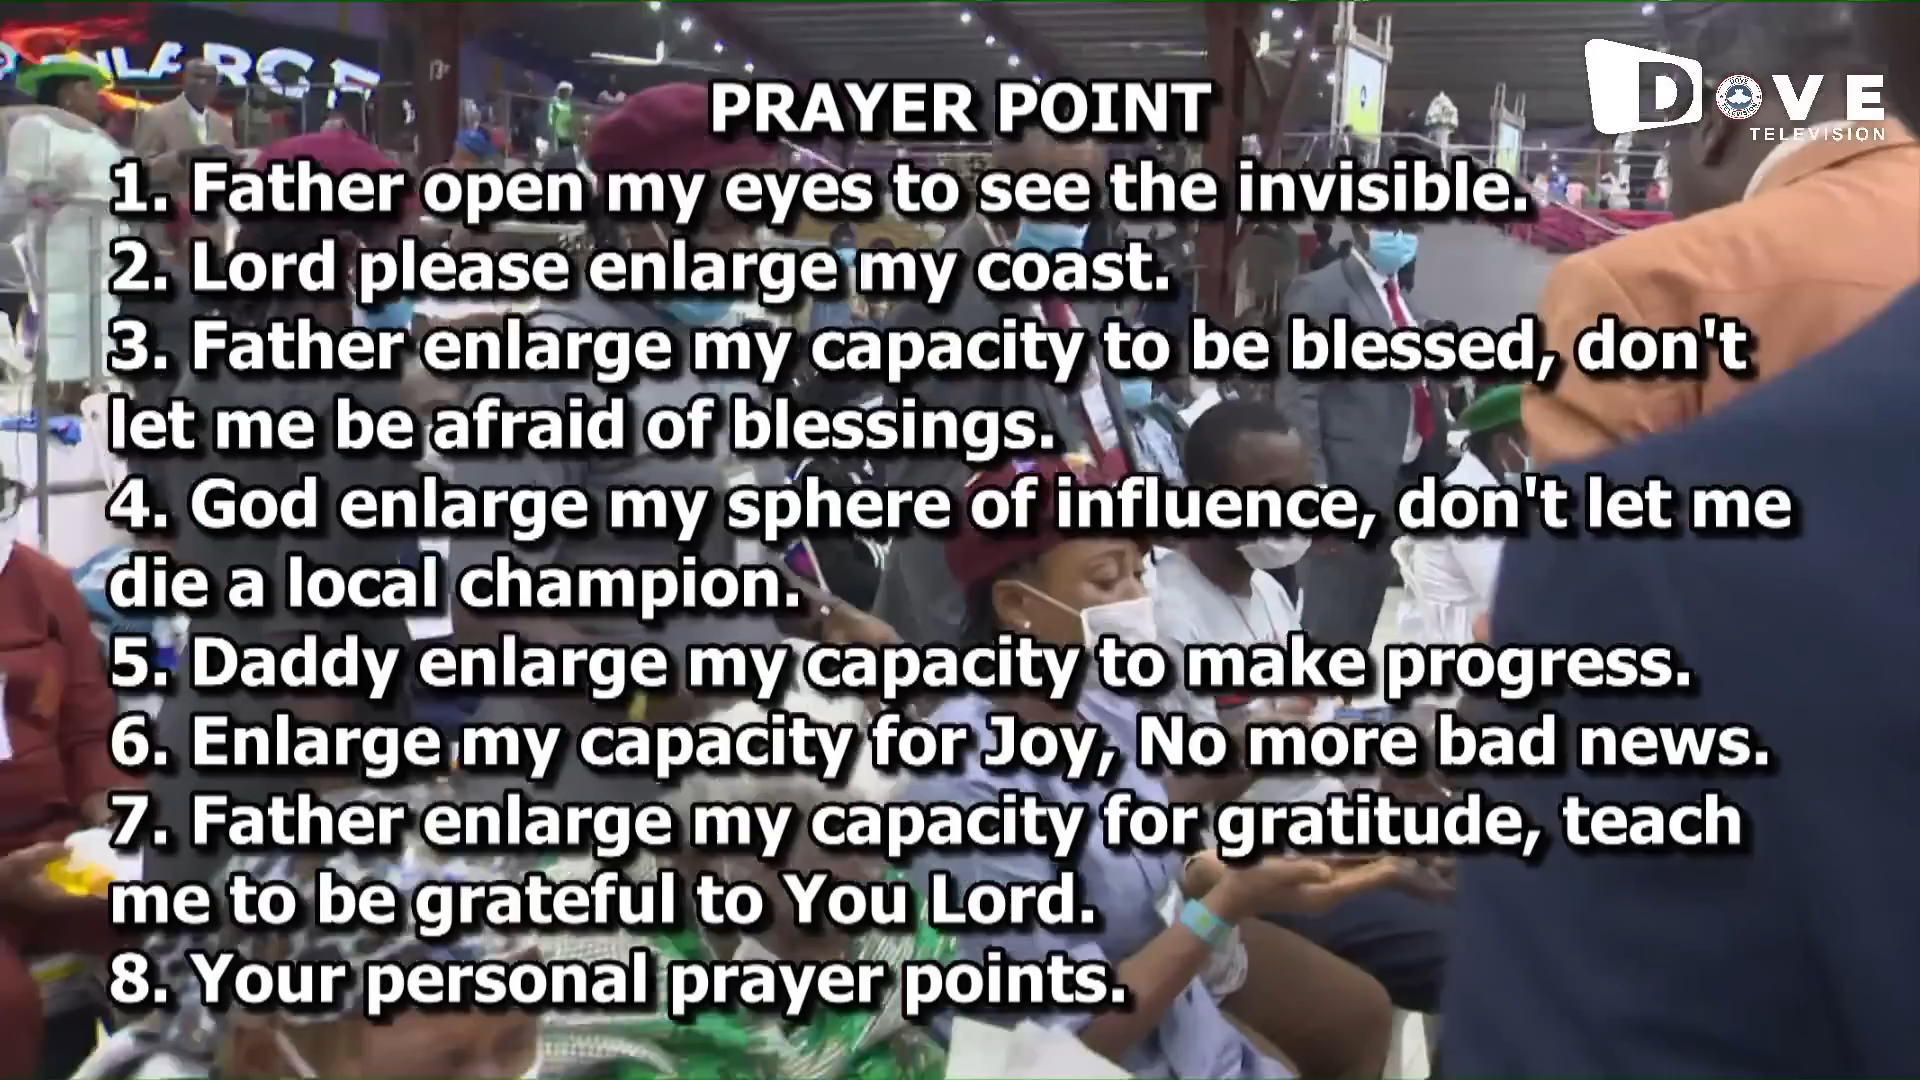 ENLARGE
DOVE
TELEVISION
PRAYER POINT
1. Father open my eyes to see the invisible.
2. Lord please enlarge my coast.
3. Father enlarge my capacity to be blessed, don't
let me be afraid of blessings.
4. God enlarge my sphere of influence, don't let me
die a local champion.
5. Daddy enlarge my capacity to make progress.
6. Enlarge my capacity for Joy, No more bad news.
7. Father enlarge my capacity for gratitude, teach
me to be grateful to You Lord.
8. Your personal prayer points.